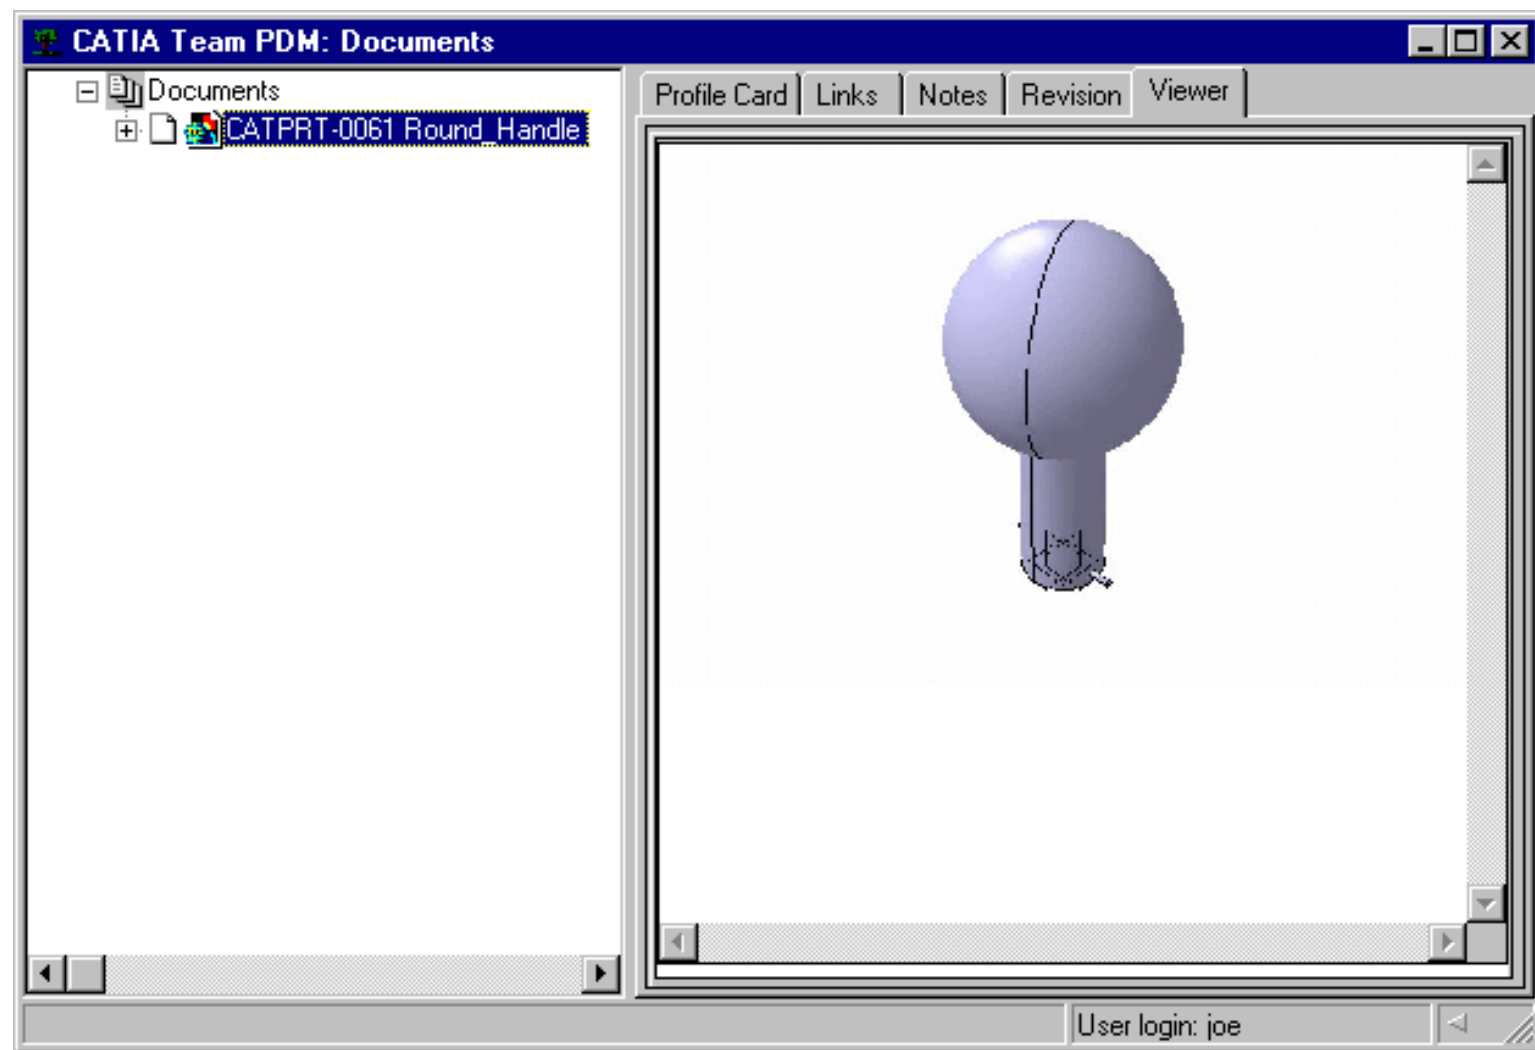 CATIA Team PDM: Documents
Documents
CATPRT-0061 Round_Handle
Profile Card Links Notes Revision Viewer
User login: joe